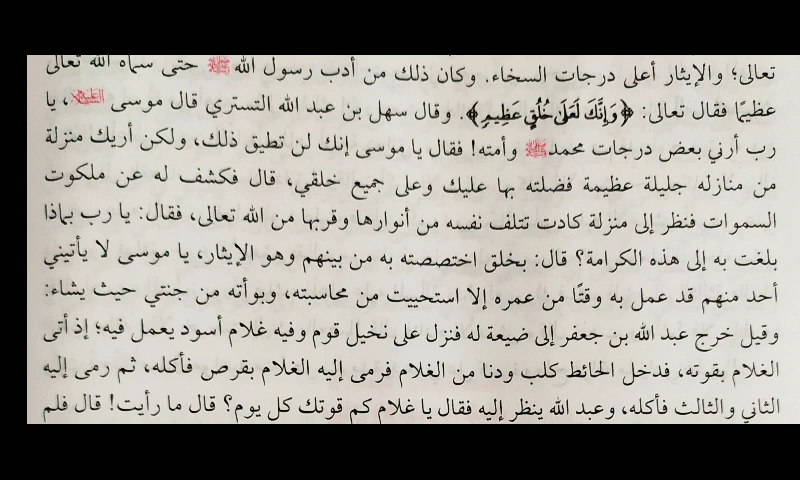 تعالى؛ والإيثار أعلى درجات السخاء. وكان ذلك من أدب رسول الله ﷺ حتى سماه الله تعالى
عظيمًا فقال تعالى: ﴿وَإِنَّكَ لَعَلَىٰ خُلُقٍ عَظِيمٍ﴾. وقال سهل بن عبد الله التستري قال موسى عليه السلام، يا
رب أرني بعض درجات محمد ﷺ وأمته! فقال يا موسى إنك لن تطيق ذلك، ولكن أريك منزلة
من منازله جليلة عظيمة فضلته بها عليك وعلى جميع خلقي، قال فكشف له عن ملكوت
السموات فنظر إلى منزلة كادت تتلف نفسه من أنوارها وقربها من الله تعالى، فقال: يا رب بماذا
بلغت به إلى هذه الكرامة؟ قال: بخلق اختصصته به من بينهم وهو الإيثار، يا موسى لا يأتيني
أحد منهم قد عمل به وقتًا من عمره إلا استحييت من محاسبته، وبوأته من جنتي حيث يشاء:
وقيل خرج عبد الله بن جعفر إلى ضيعة له فنزل على نخيل قوم وفيه غلام أسود يعمل فيه؛ إذ أتى
الغلام بقوته، فدخل الحائط كلب ودنا من الغلام فرمى إليه الغلام بقرص فأكله، ثم رمى إليه
الثاني والثالث فأكله، وعبد الله ينظر إليه فقال يا غلام كم قوتك كل يوم؟ قال ما رأيت! قال فلم